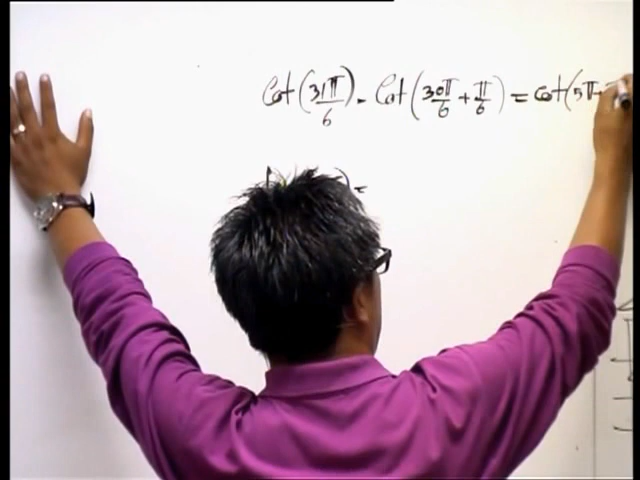 Cot(31π/6) = Cot(30π/6 + π/6) = cot(5π+
) =